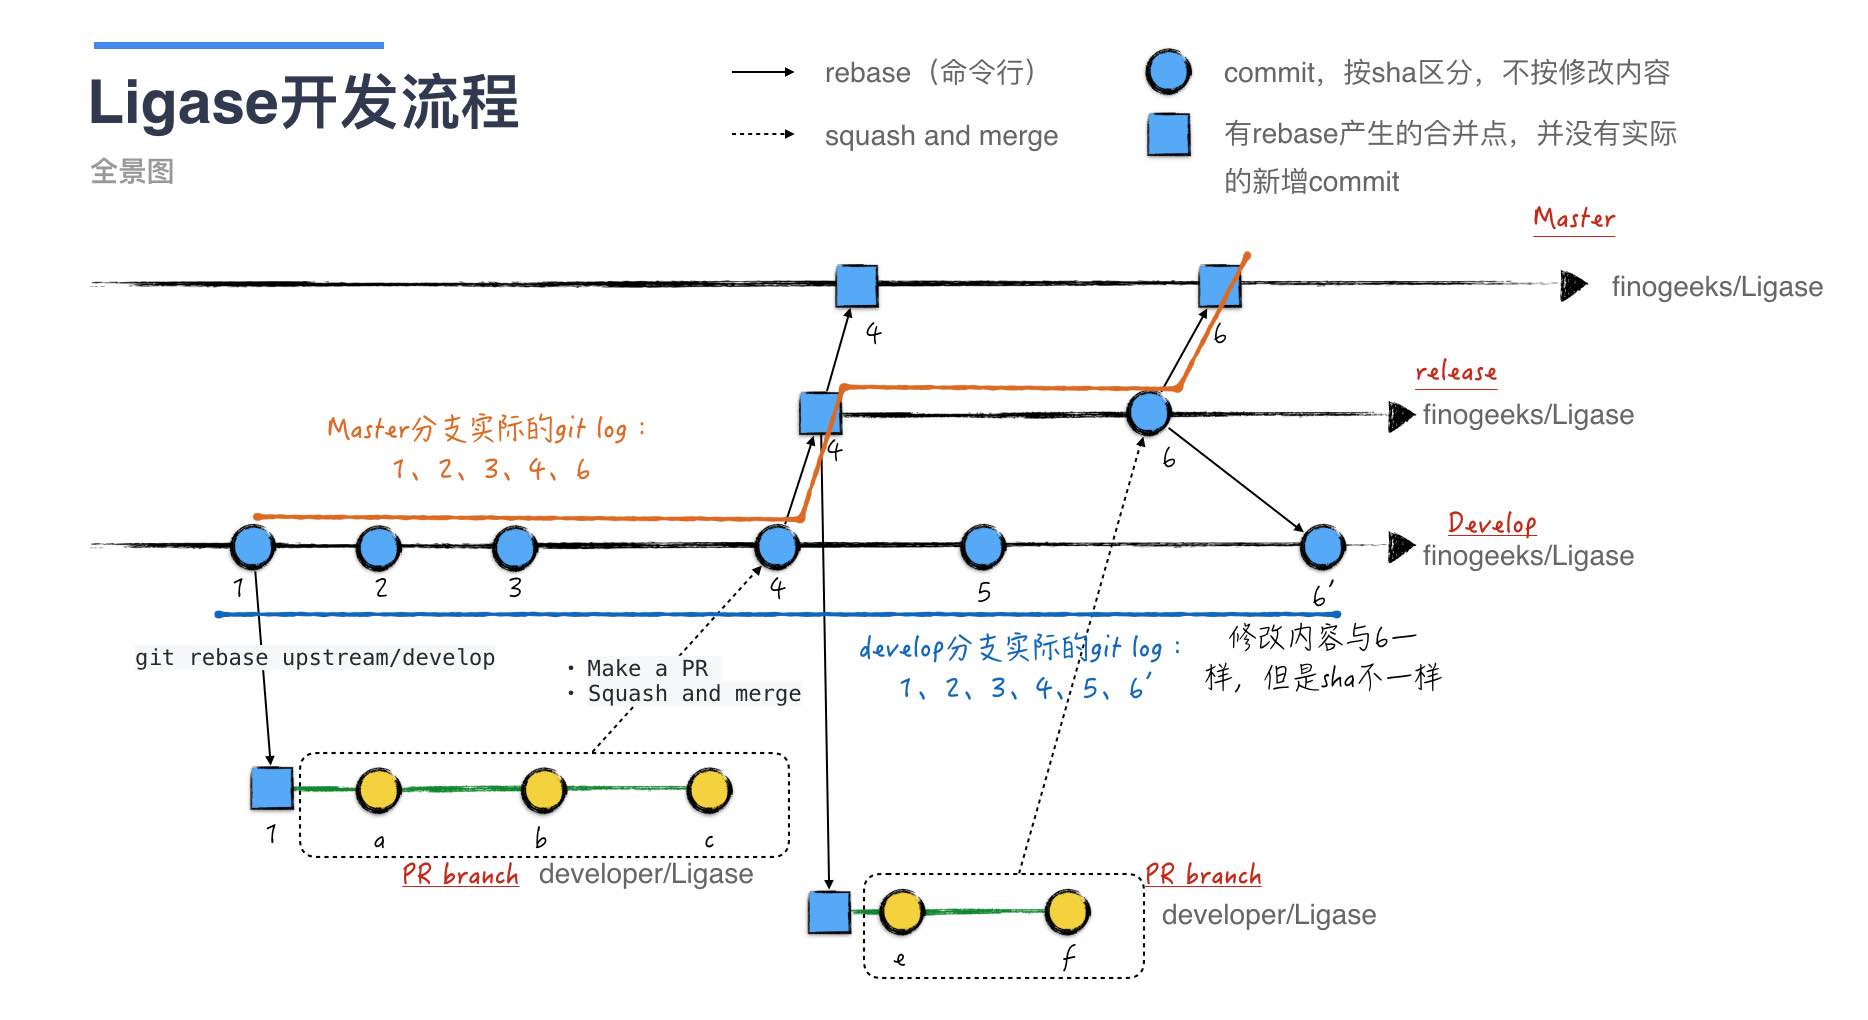 Ligase开发流程
全景图
rebase（命令行）
squash and merge
commit，按sha区分，不按修改内容
有rebase产生的合并点，并没有实际
的新增commit
Master
finogeeks/Ligase
4
6
release
finogeeks/Ligase
Master分支实际的git log：
1、2、3、4、6
4
6
Develop
finogeeks/Ligase
1
2
3
4
5
6′
git rebase upstream/develop
• Make a PR
• Squash and merge
develop分支实际的git log：
1、2、3、4、5、6′
修改内容与6一
样，但是sha不一样
1
a
b
c
PR branch
developer/Ligase
PR branch
developer/Ligase
e
f